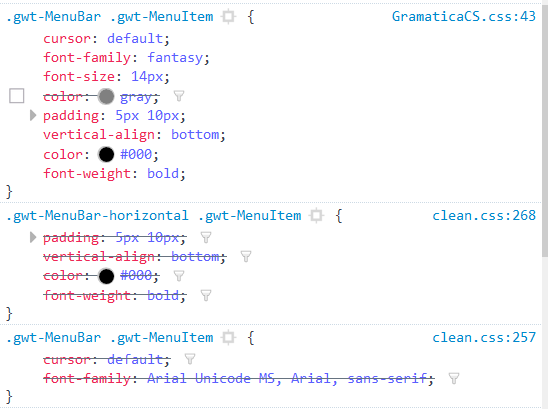 .gwt-MenuBar .gwt-MenuItem { GramaticaCS.css:43
cursor: default;
font-family: fantasy;
font-size: 14px;
color: gray;
padding: 5px 10px;
vertical-align: bottom;
color: #000;
font-weight: bold;
}
.gwt-MenuBar-horizontal .gwt-MenuItem { clean.css:268
padding: 5px 10px;
vertical-align: bottom;
color: #000;
font-weight: bold;
}
.gwt-MenuBar .gwt-MenuItem { clean.css:257
cursor: default;
font-family: Arial Unicode MS, Arial, sans-serif;
}